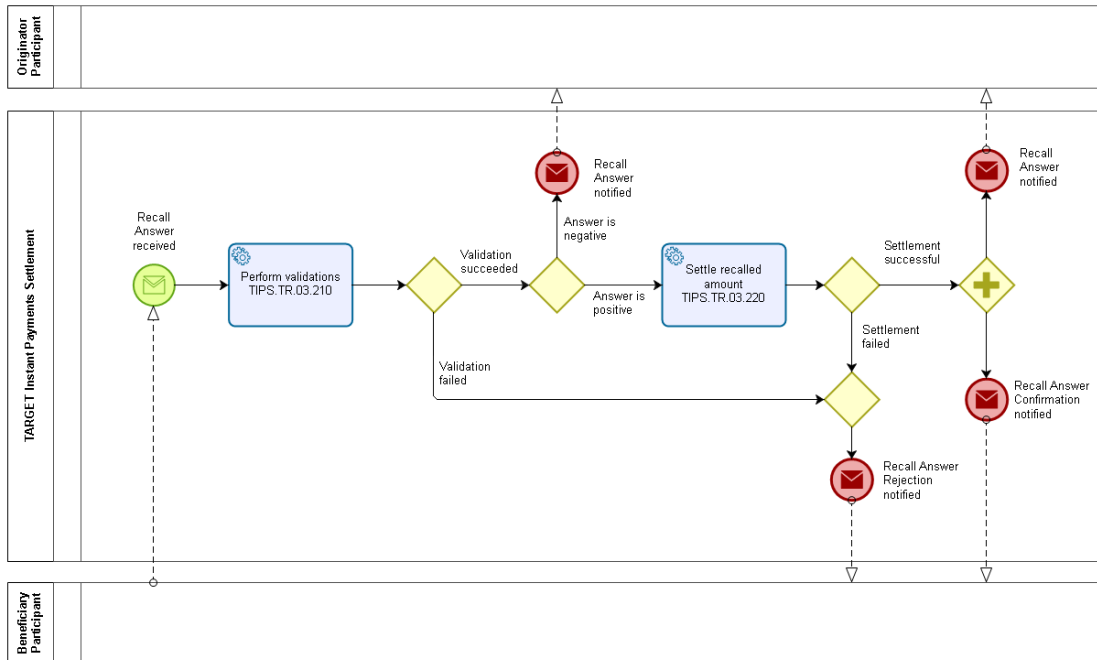 Originator
Participant
TARGET Instant Payments Settlement
Recall
Answer
received
Perform validations
TIPS.TR.03.210
Validation
succeeded
Validation
failed
Recall
Answer
notified
Answer is
negative
Answer is
positive
Settle recalled
amount
TIPS.TR.03.220
Settlement
successful
Settlement
failed
Recall
Answer
notified
Recall Answer
Confirmation
notified
Recall Answer
Rejection
notified
Beneficiary
Participant